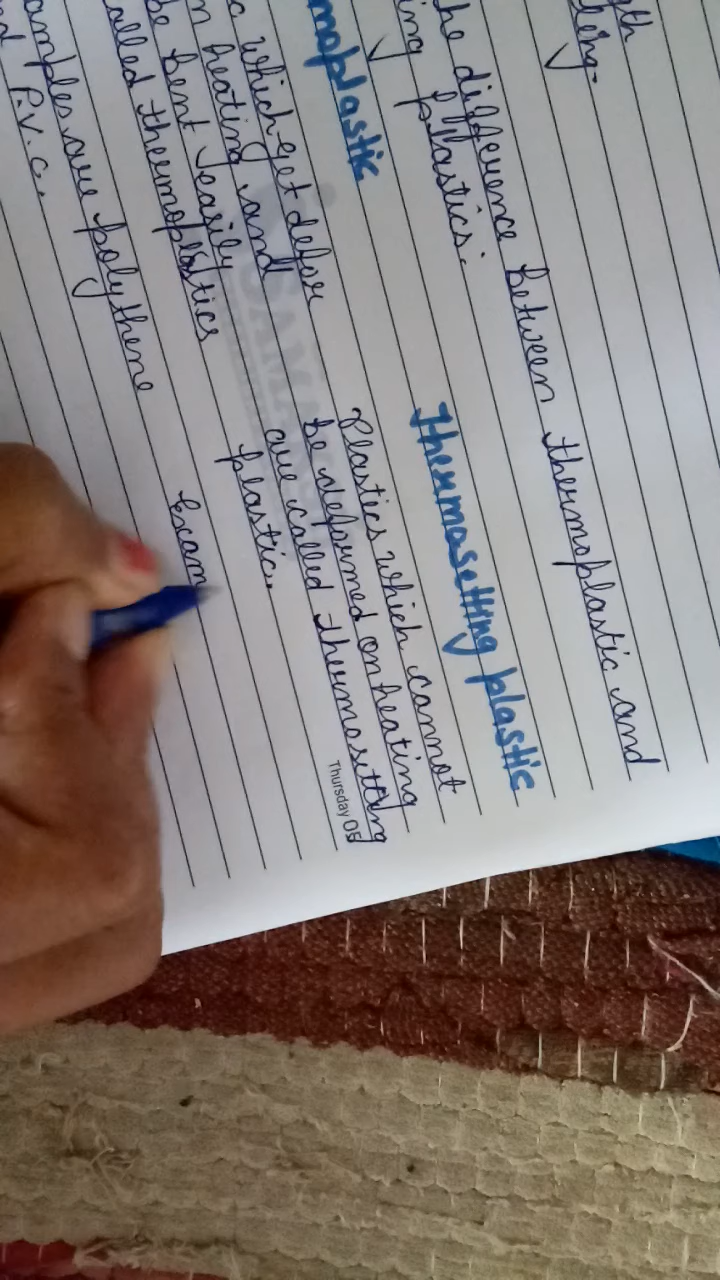 gth
ling.
he difference between thermoplastic and
ing plastics.
moplastic
Thermosetting plastic
which get defor
n heating and
be bent easily
alled thermoplastics
amples are polythene
d P.V.C.
Plastics which cannot
be deformed on heating
are called thermosetting
plastic.
Exam
Thursday 05
SAMA